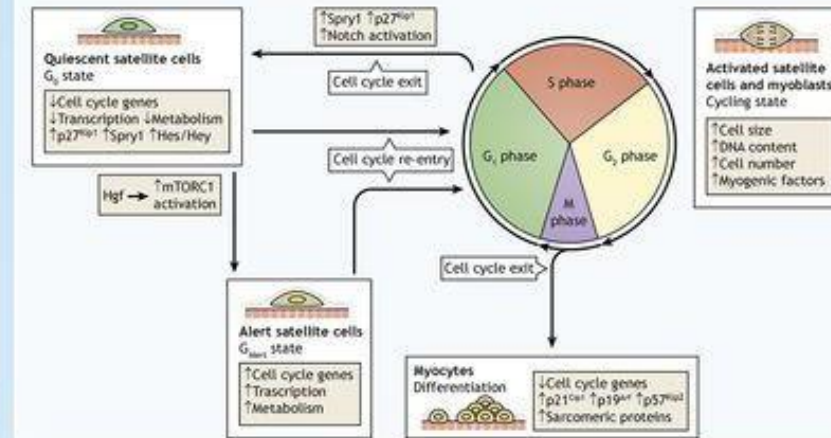 Quiescent satellite cells
G₀ state
↓Cell cycle genes
↓Transcription ↓Metabolism
↑p27ᴷⁱᵖ¹ ↑Spry1 ↑Hes/Hey
↑Spry1 ↑p27ᴷⁱᵖ¹
↑Notch activation
Cell cycle exit
Cell cycle re-entry
Hgf
↑mTORC1
activation
S phase
G₁ phase
G₂ phase
M
phase
Activated satellite
cells and myoblasts
Cycling state
↑Cell size
↑DNA content
↑Cell number
↑Myogenic factors
Cell cycle exit
Alert satellite cells
G_Alert state
↑Cell cycle genes
↑Trascription
↑Metabolism
Myocytes
Differentiation
↓Cell cycle genes
↑p21ᶜⁱᵖ¹ ↑p19ᴬʳᶠ ↑p57ᴷⁱᵖ²
↑Sarcomeric proteins